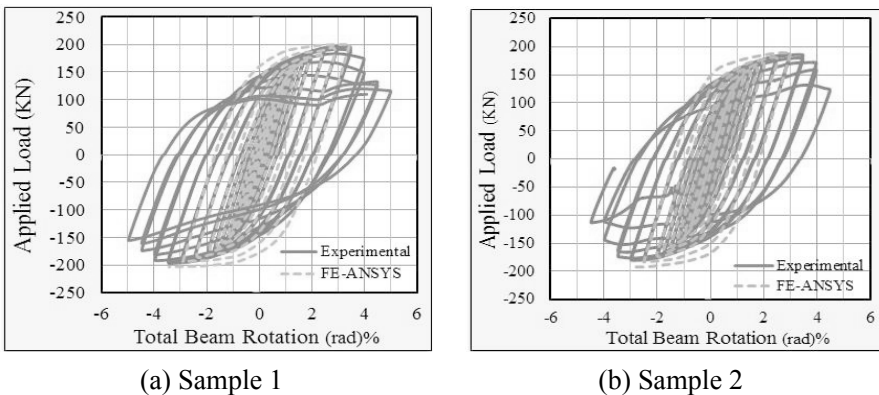 250
200
150
100
50
0
-50
-100
-150
-200
-250
Applied Load (KN)
-6 -4 -2 0 2 4 6
Total Beam Rotation (rad)%
Experimental
FE-ANSYS
(a) Sample 1
250
200
150
100
50
0
-50
-100
-150
-200
-250
Applied Load (KN)
-6 -4 -2 0 2 4 6
Total Beam Rotation (rad)%
Experimental
FE-ANSYS
(b) Sample 2